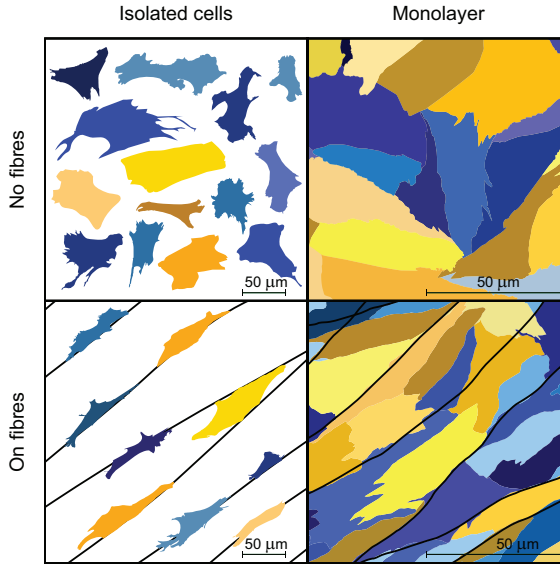 Isolated cells
Monolayer
No fibres
50 µm
50 µm
On fibres
50 µm
50 µm